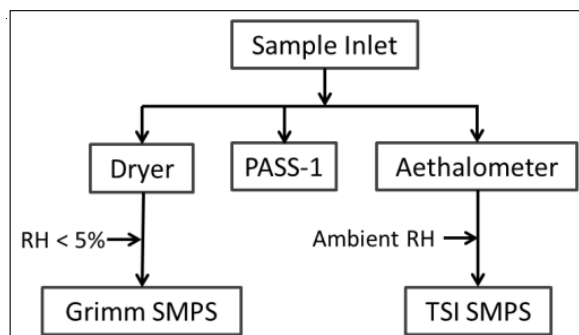 Sample Inlet
Dryer
PASS-1
Aethalometer
RH < 5%
Ambient RH
Grimm SMPS
TSI SMPS